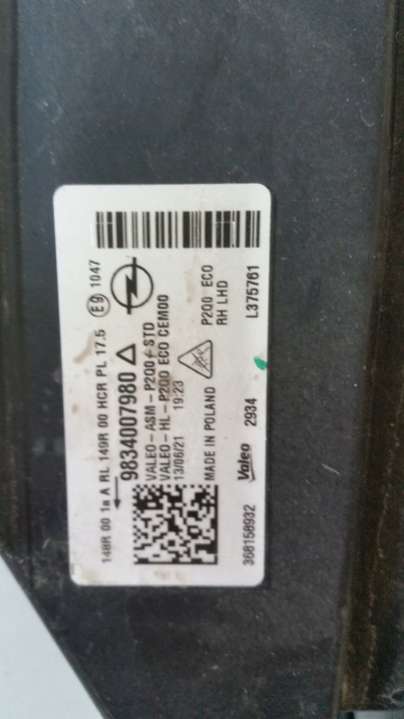 148R 00 1a A RL 149R 00 HCR PL 17.5 E9 1047
9834007980
VALEO-ASM-P200-STD
VALEO-HL-P200 ECO CEM00
13/06/21 19:23
MADE IN POLAND
P200 ECO
RH LHD
368158932 Valeo 2934 L375761